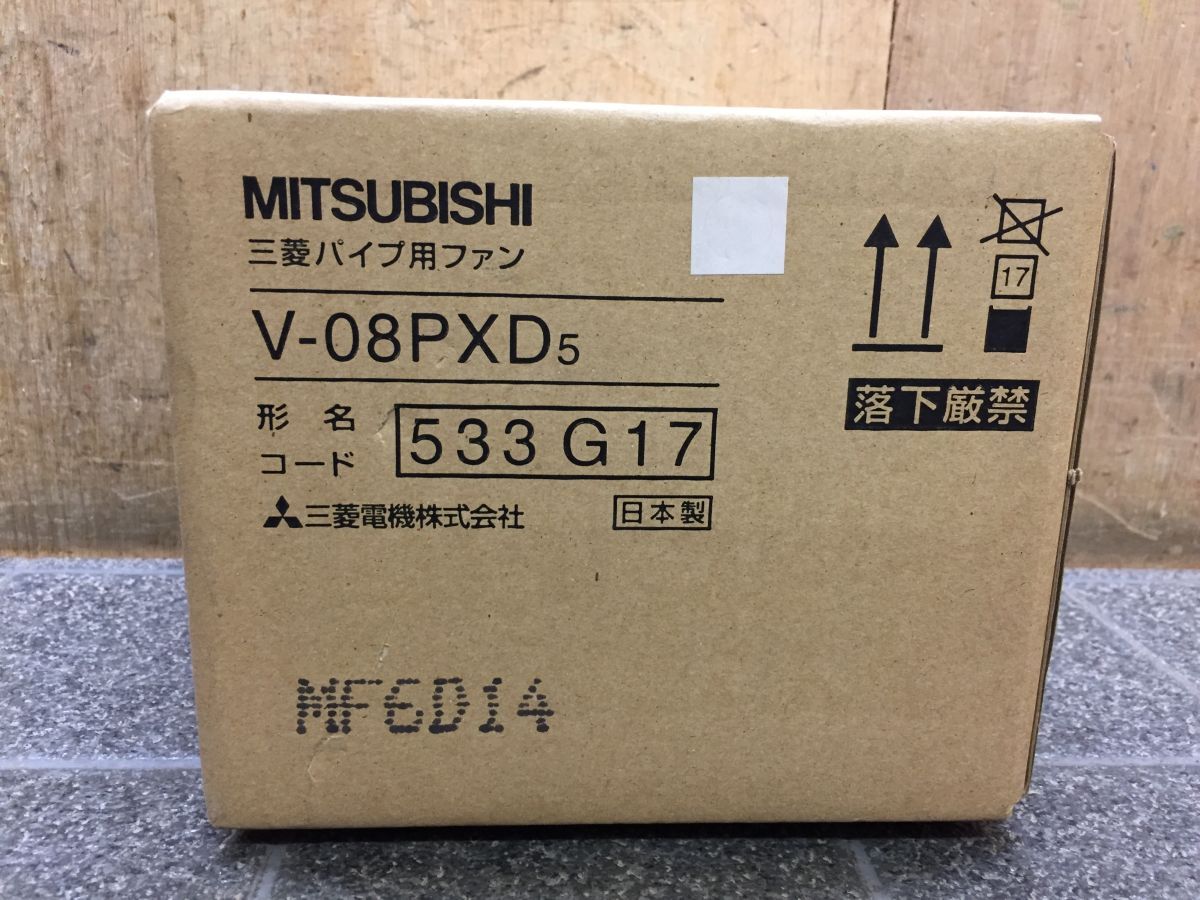 MITSUBISHI
三菱パイプ用ファン
V-08PXD5
形名
コード
533 G17
三菱電機株式会社
日本製
17
落下厳禁
MF6D14